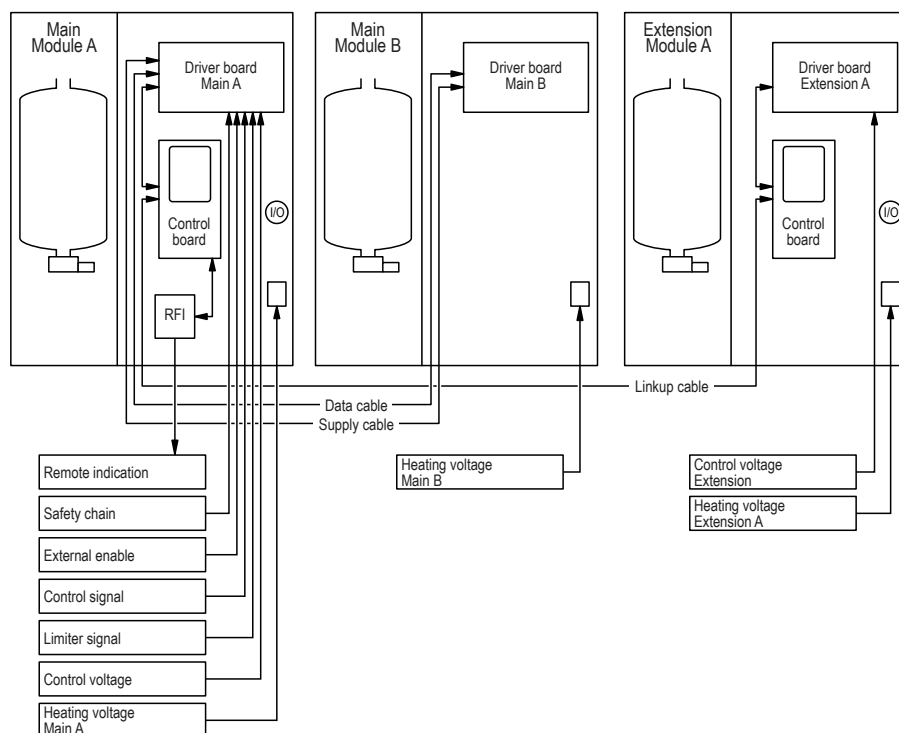 Main
Module A
Driver board
Main A
Control
board
I/O
RFI
Main
Module B
Driver board
Main B
Extension
Module A
Driver board
Extension A
Control
board
I/O
Linkup cable
Data cable
Supply cable
Remote indication
Safety chain
External enable
Control signal
Limiter signal
Control voltage
Heating voltage
Main A
Heating voltage
Main B
Control voltage
Extension
Heating voltage
Extension A